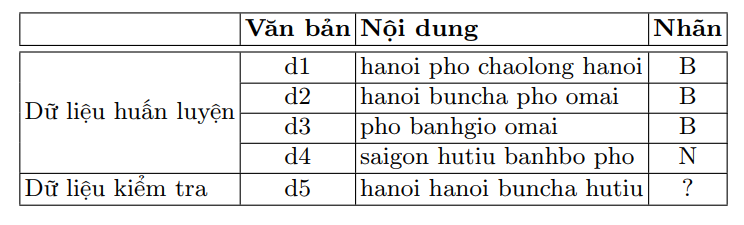 Văn bản Nội dung Nhãn
d1 hanoi pho chaolong hanoi B
d2 hanoi buncha pho omai B
Dữ liệu huấn luyện
d3 pho banhgio omai B
d4 saigon hutiu banhbo pho N
Dữ liệu kiểm tra d5 hanoi hanoi buncha hutiu ?